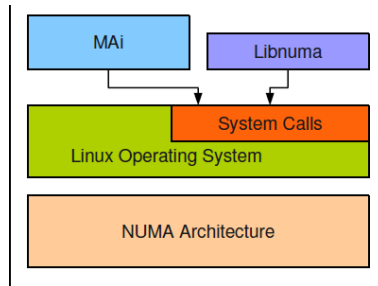 MAi
Libnuma
System Calls
Linux Operating System
NUMA Architecture